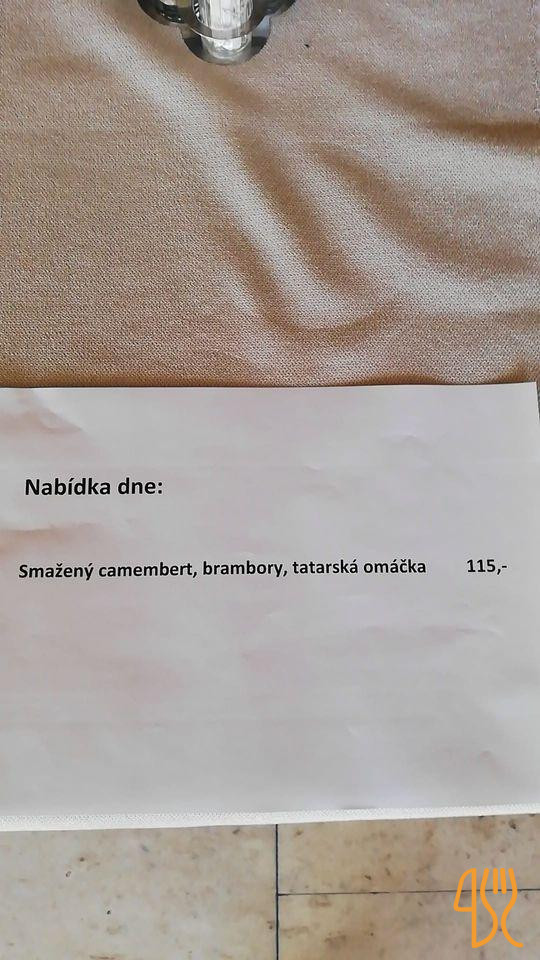 Nabídka dne:
Smažený camembert, brambory, tatarská omáčka 115,-